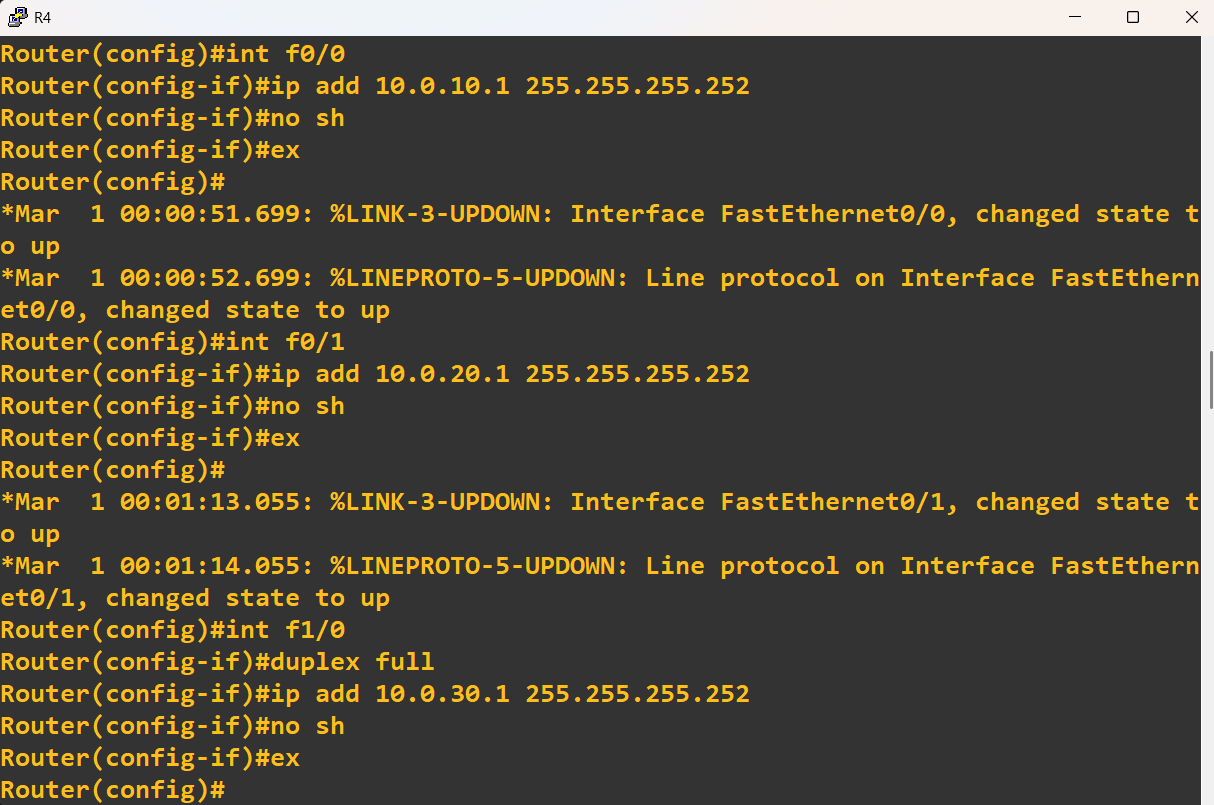 R4
Router(config)#int f0/0
Router(config-if)#ip add 10.0.10.1 255.255.255.252
Router(config-if)#no sh
Router(config-if)#ex
Router(config)#
*Mar  1 00:00:51.699: %LINK-3-UPDOWN: Interface FastEthernet0/0, changed state t
o up
*Mar  1 00:00:52.699: %LINEPROTO-5-UPDOWN: Line protocol on Interface FastEthern
et0/0, changed state to up
Router(config)#int f0/1
Router(config-if)#ip add 10.0.20.1 255.255.255.252
Router(config-if)#no sh
Router(config-if)#ex
Router(config)#
*Mar  1 00:01:13.055: %LINK-3-UPDOWN: Interface FastEthernet0/1, changed state t
o up
*Mar  1 00:01:14.055: %LINEPROTO-5-UPDOWN: Line protocol on Interface FastEthern
et0/1, changed state to up
Router(config)#int f1/0
Router(config-if)#duplex full
Router(config-if)#ip add 10.0.30.1 255.255.255.252
Router(config-if)#no sh
Router(config-if)#ex
Router(config)#